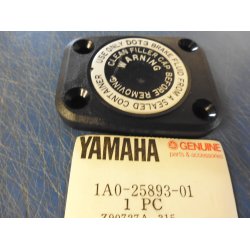 USE ONLY DOT3 BRAKE FLUID FROM A SEALED CONTAINER
CLEAN FILLER CAP BEFORE REMOVING.
WARNING
YAMAHA
GENUINE
parts & accessories
1A0-25893-01
1 PC